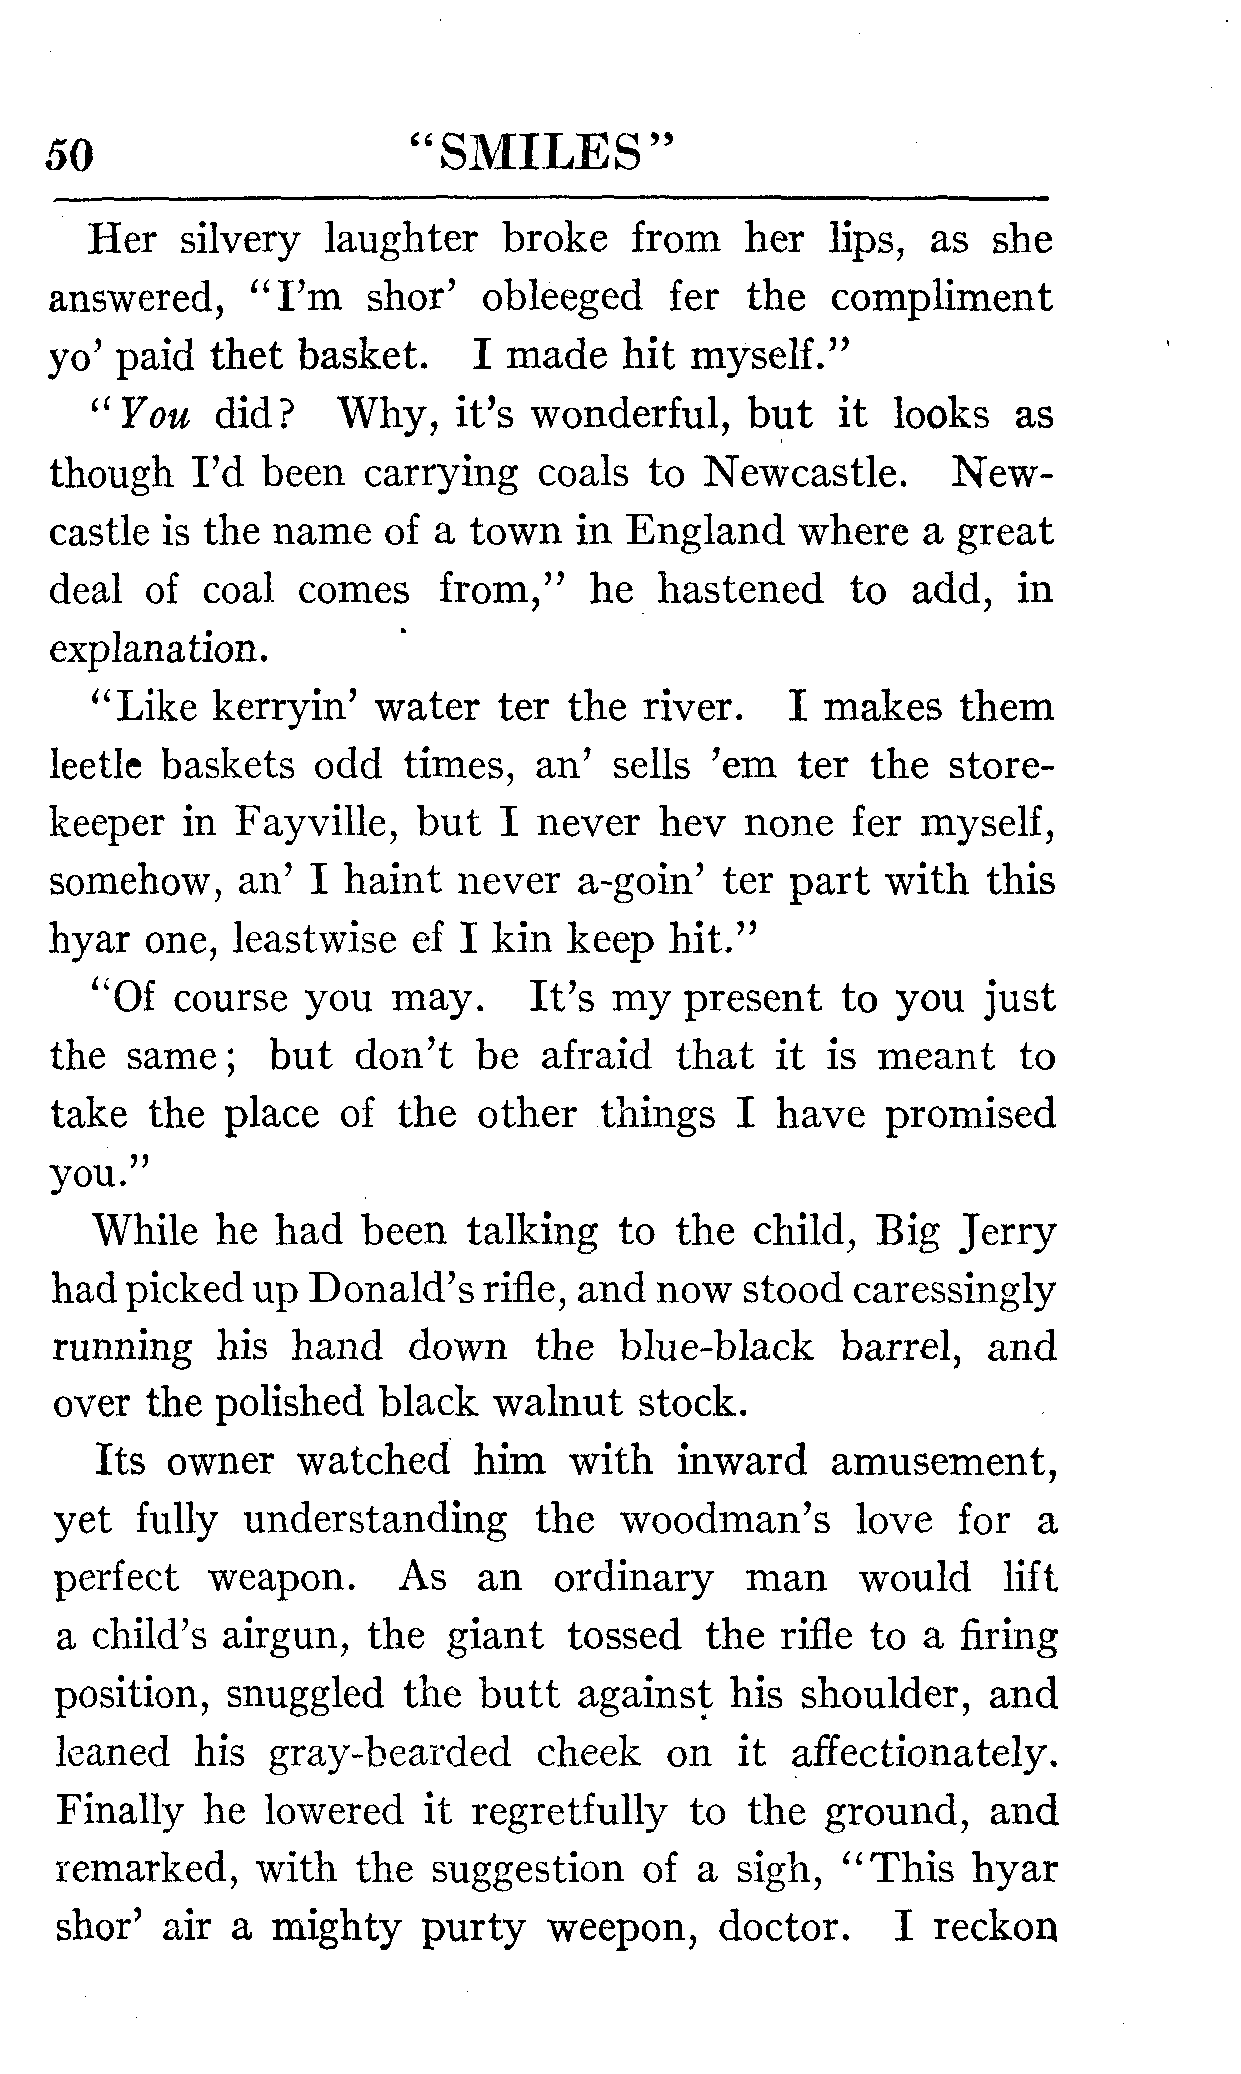 50 "SMILES"
Her silvery laughter broke from her lips, as she
answered, "I'm shor' obleeged fer the compliment
yo' paid thet basket. I made hit myself."
"You did? Why, it's wonderful, but it looks as
though I'd been carrying coals to Newcastle. New-
castle is the name of a town in England where a great
deal of coal comes from," he hastened to add, in
explanation.
"Like kerryin' water ter the river. I makes them
leetle baskets odd times, an' sells 'em ter the store-
keeper in Fayville, but I never hev none fer myself,
somehow, an' I haint never a-goin' ter part with this
hyar one, leastwise ef I kin keep hit."
"Of course you may. It's my present to you just
the same; but don't be afraid that it is meant to
take the place of the other things I have promised
you."
While he had been talking to the child, Big Jerry
had picked up Donald's rifle, and now stood caressingly
running his hand down the blue-black barrel, and
over the polished black walnut stock.
Its owner watched him with inward amusement,
yet fully understanding the woodman's love for a
perfect weapon. As an ordinary man would lift
a child's airgun, the giant tossed the rifle to a firing
position, snuggled the butt against his shoulder, and
leaned his gray-bearded cheek on it affectionately.
Finally he lowered it regretfully to the ground, and
remarked, with the suggestion of a sigh, "This hyar
shor' air a mighty purty weepon, doctor. I reckon